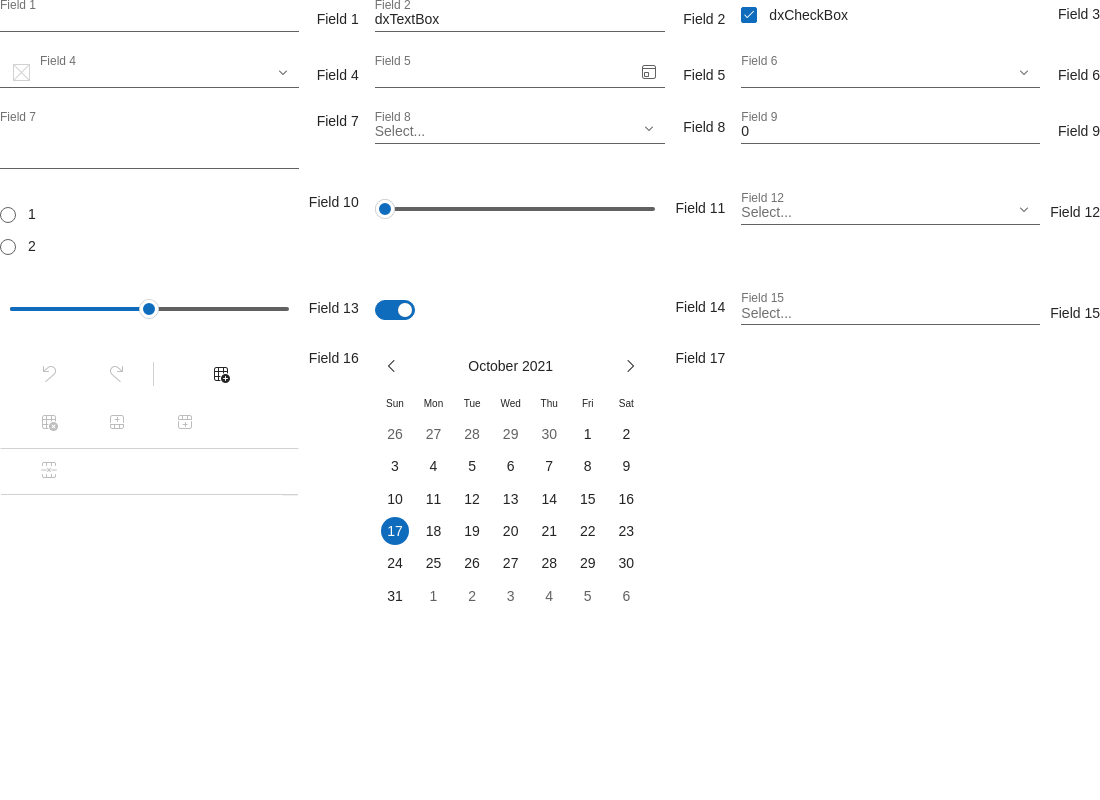 Field 1
Field 1
Field 2
dxTextBox
Field 2
dxCheckBox
Field 3
Field 4
Field 4
Field 5
Field 5
Field 6
Field 6
Field 7
Field 7
Field 8
Select...
Field 8
Field 9
0
Field 9
1
2
Field 10
Field 11
Field 12
Select...
Field 12
Field 13
Field 14
Field 15
Select...
Field 15
Field 16
October 2021
Sun Mon Tue Wed Thu Fri Sat
26 27 28 29 30 1 2
3 4 5 6 7 8 9
10 11 12 13 14 15 16
17 18 19 20 21 22 23
24 25 26 27 28 29 30
31 1 2 3 4 5 6
Field 17